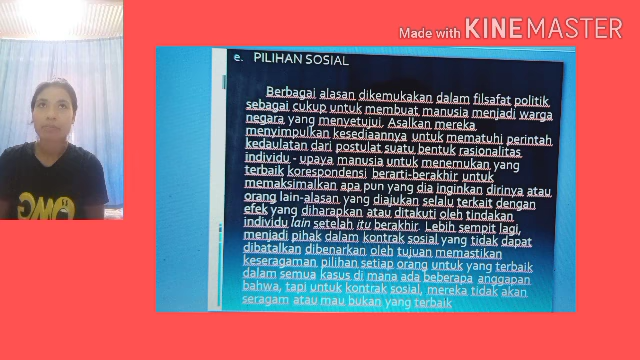 Made with KINEMASTER
e. PILIHAN SOSIAL
Berbagai alasan dikemukakan dalam filsafat politik
sebagai cukup untuk membuat manusia menjadi warga
negara yang menyetujui, Asalkan mereka
menyimpulkan kesediaannya untuk mematuhi perintah
kedaulatan dari postulat suatu bentuk rasionalitas
individu - upaya manusia untuk menemukan yang
terbaik korespondensi berarti-berakhir untuk
memaksimalkan apa pun yang dia inginkan dirinya atau
orang lain-alasan yang diajukan selalu terkait dengan
efek yang diharapkan atau ditakuti oleh tindakan
individu lain setelah itu berakhir. Lebih sempit lagi,
menjadi pihak dalam kontrak sosial yang tidak dapat
dibatalkan dibenarkan oleh tujuan memastikan
keseragaman pilihan setiap orang untuk yang terbaik
dalam semua kasus di mana ada beberapa anggapan
bahwa, tapi untuk kontrak sosial, mereka tidak akan
seragam atau mau bukan yang terbaik
OMG